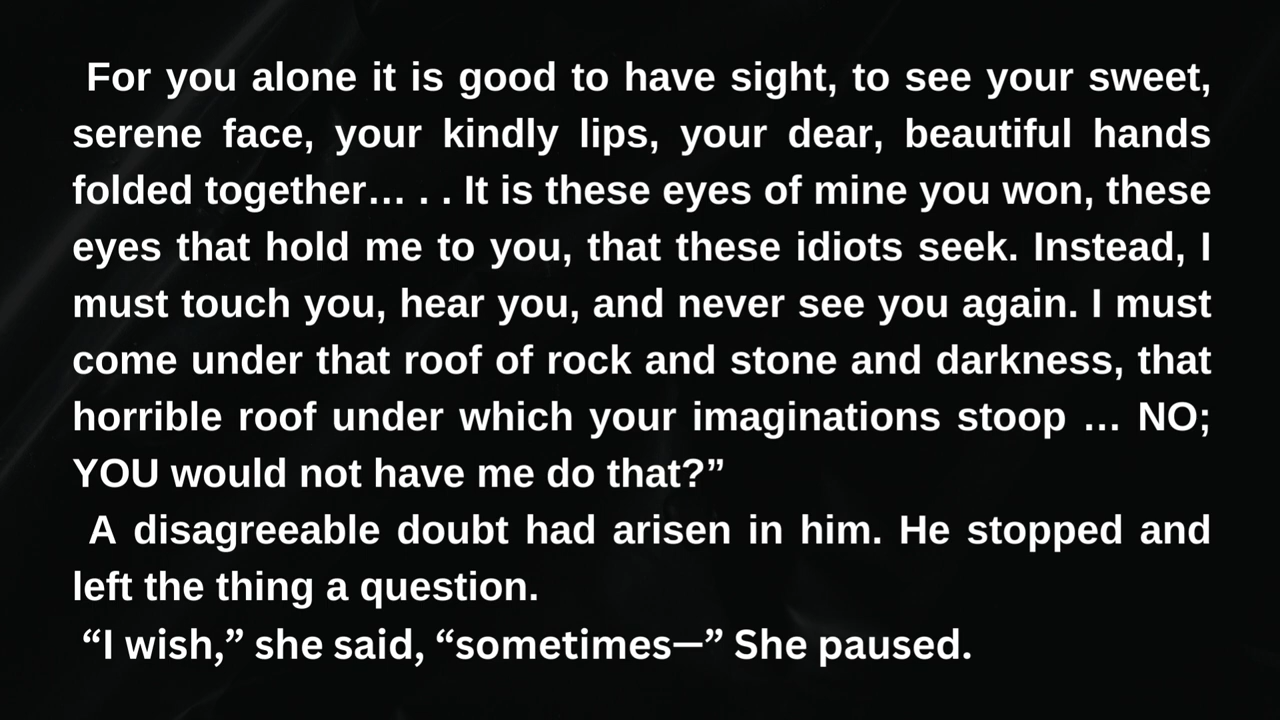 For you alone it is good to have sight, to see your sweet,
serene face, your kindly lips, your dear, beautiful hands
folded together… . . It is these eyes of mine you won, these
eyes that hold me to you, that these idiots seek. Instead, I
must touch you, hear you, and never see you again. I must
come under that roof of rock and stone and darkness, that
horrible roof under which your imaginations stoop … NO;
YOU would not have me do that?”
A disagreeable doubt had arisen in him. He stopped and
left the thing a question.
“I wish,” she said, “sometimes—” She paused.